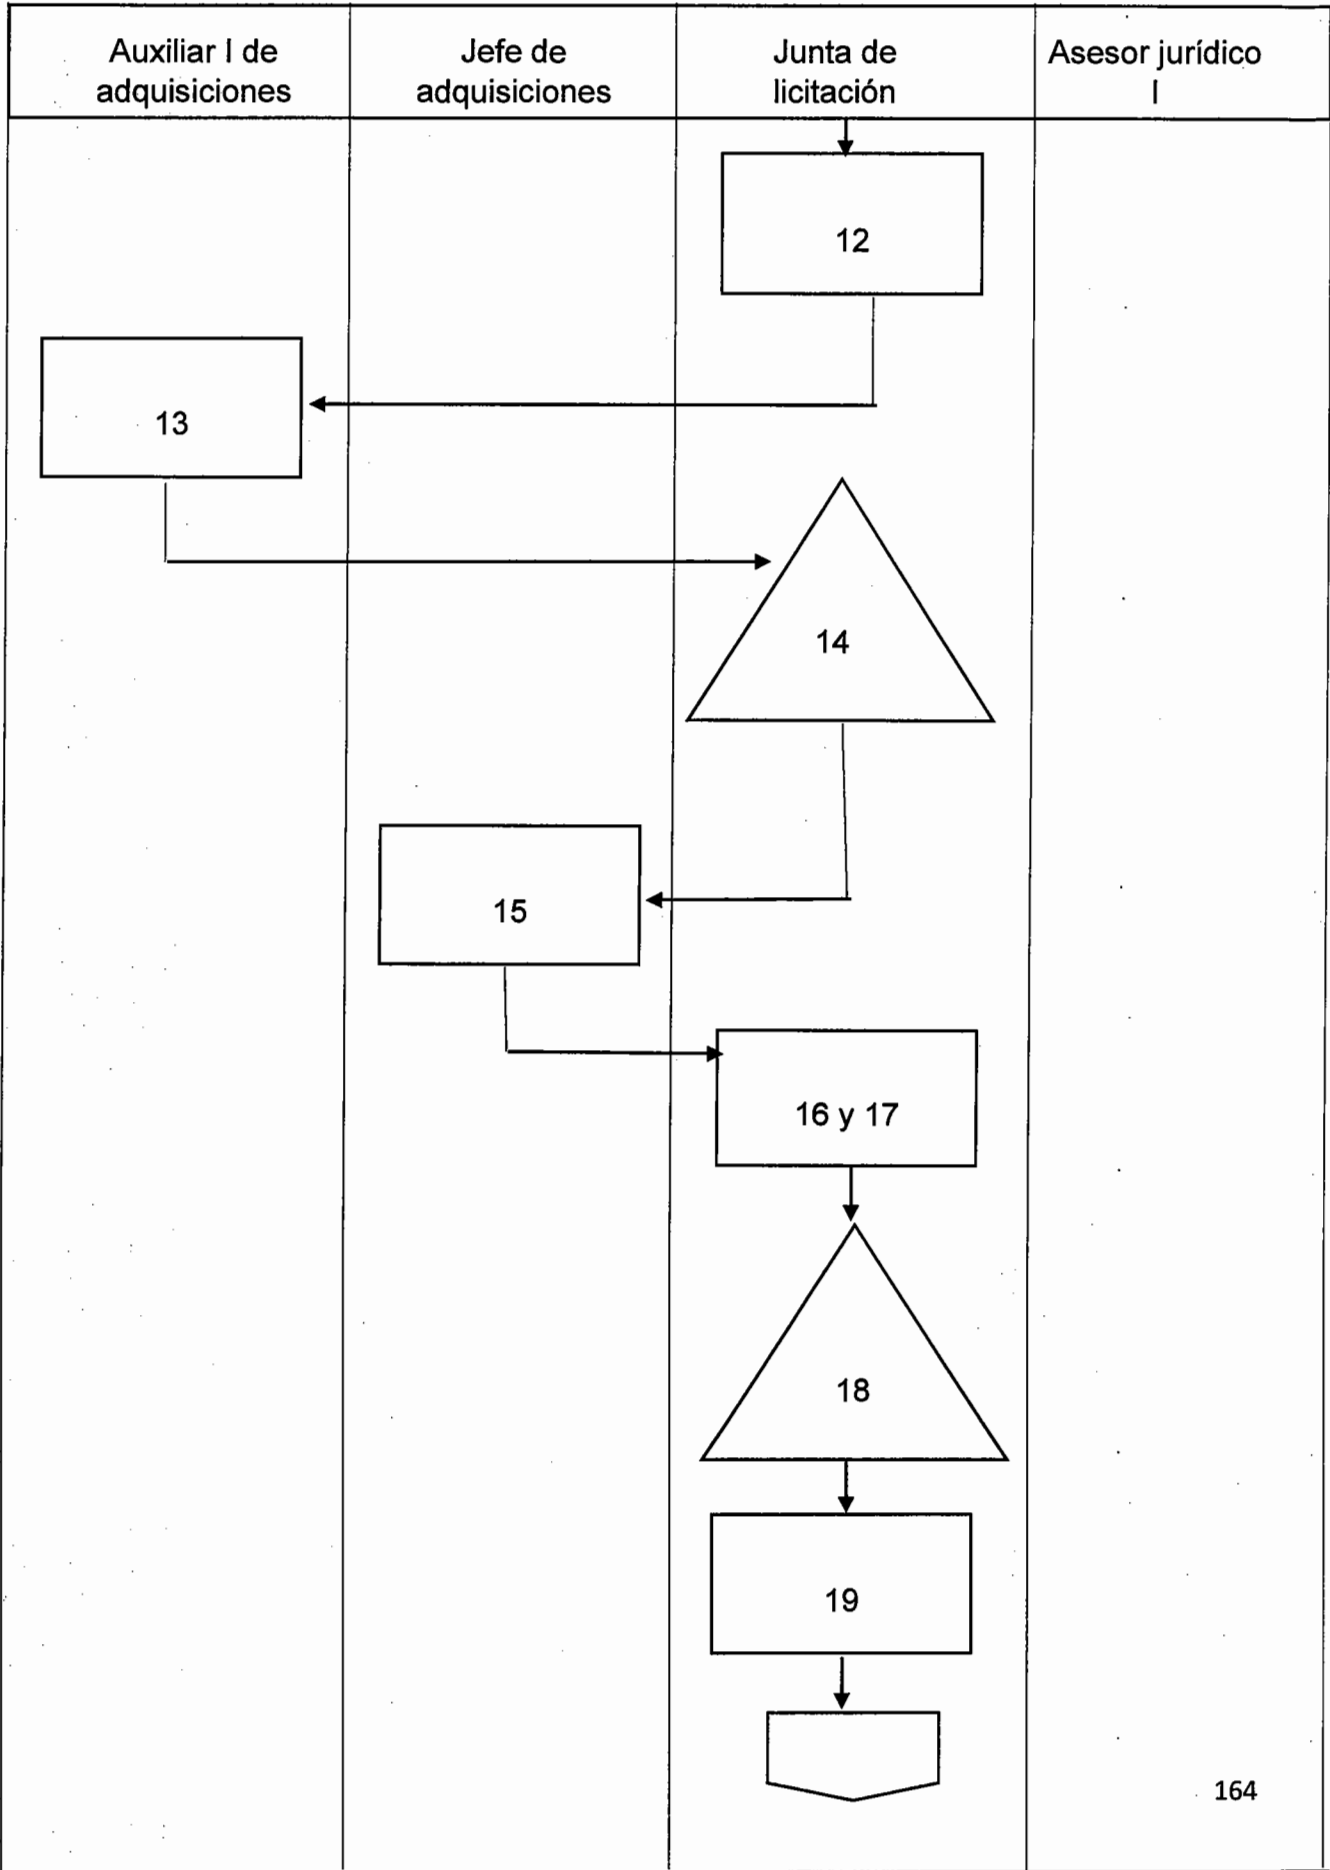 Auxiliar I de
adquisiciones
Jefe de
adquisiciones
Junta de
licitación
Asesor jurídico
I
12
13
14
15
16 y 17
18
19
164